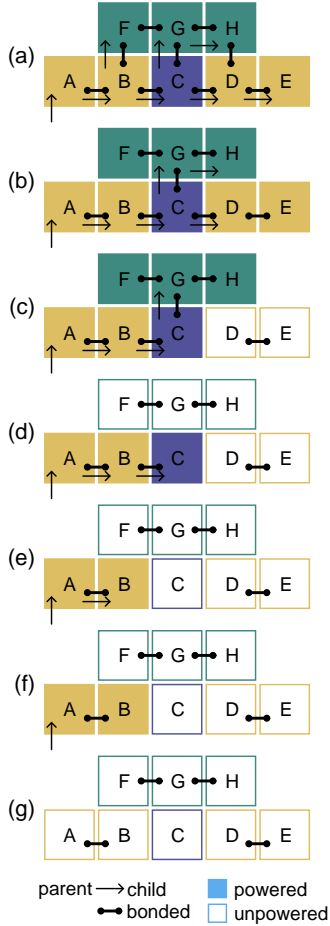 F G H
(a)
A B C D E
F G H
(b)
A B C D E
F G H
(c)
A B C D E
F G H
(d)
A B C D E
F G H
(e)
A B C D E
F G H
(f)
A B C D E
F G H
(g)
A B C D E
parent child powered
bonded unpowered